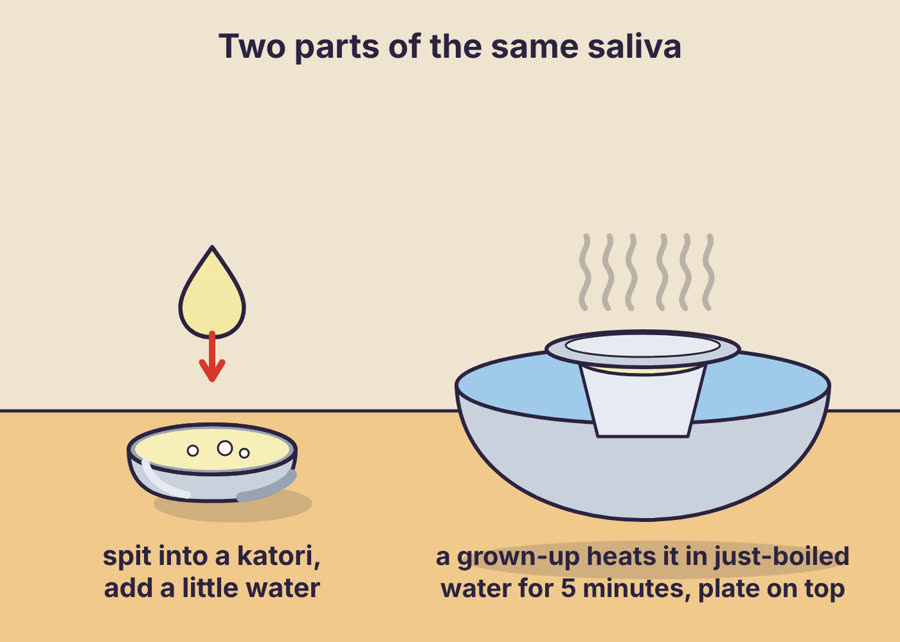 Two parts of the same saliva
spit into a katori,
add a little water
a grown-up heats it in just-boiled
water for 5 minutes, plate on top